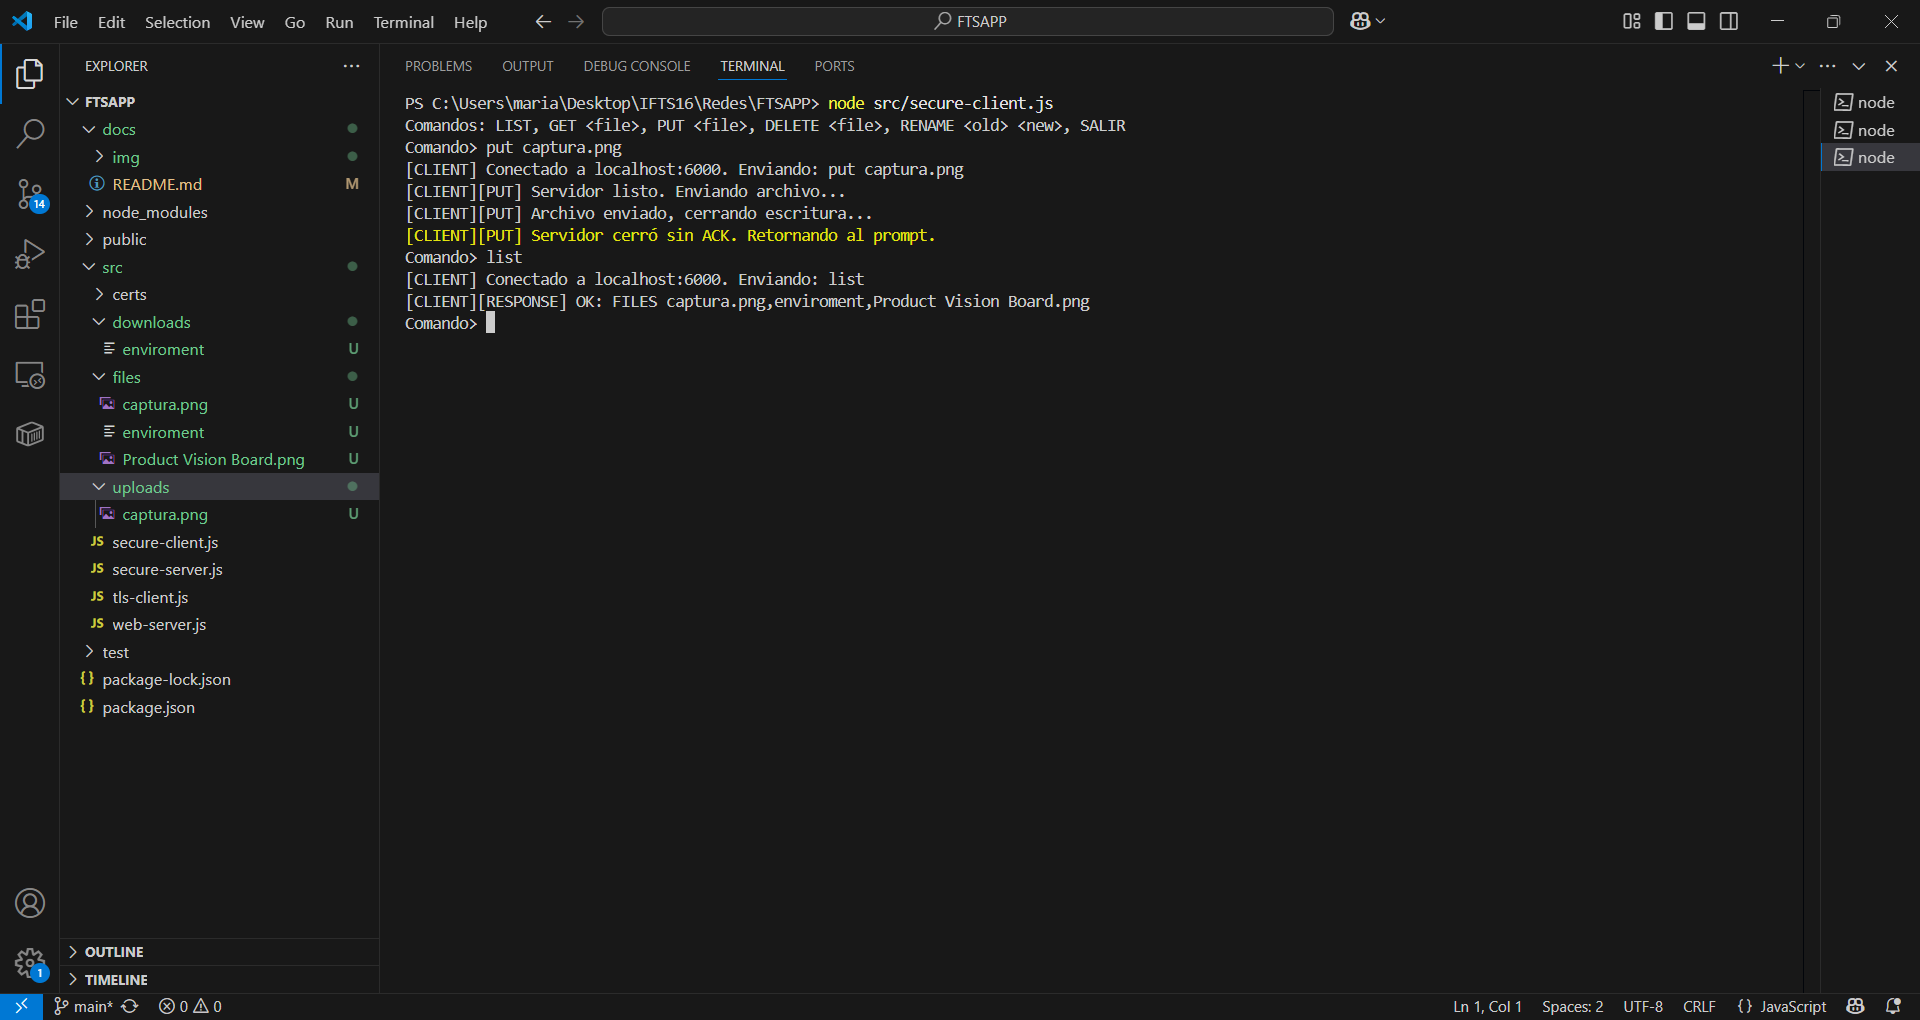 File Edit Selection View Go Run Terminal Help
FTSAPP
EXPLORER
FTSAPP
docs
img
README.md M
node_modules
public
src
certs
downloads
enviroment U
files
captura.png U
enviroment U
Product Vision Board.png U
uploads
captura.png U
JS secure-client.js
JS secure-server.js
JS tls-client.js
JS web-server.js
test
{} package-lock.json
{} package.json
OUTLINE
TIMELINE
14
1
PROBLEMS OUTPUT DEBUG CONSOLE TERMINAL PORTS
PS C:\Users\maria\Desktop\IFTS16\Redes\FTSAPP> node src/secure-client.js
Comandos: LIST, GET <file>, PUT <file>, DELETE <file>, RENAME <old> <new>, SALIR
Comando> put captura.png
[CLIENT] Conectado a localhost:6000. Enviando: put captura.png
[CLIENT][PUT] Servidor listo. Enviando archivo...
[CLIENT][PUT] Archivo enviado, cerrando escritura...
[CLIENT][PUT] Servidor cerró sin ACK. Retornando al prompt.
Comando> list
[CLIENT] Conectado a localhost:6000. Enviando: list
[CLIENT][RESPONSE] OK: FILES captura.png,enviroment,Product Vision Board.png
Comando>
node
node
node
main* 0 0
Ln 1, Col 1 Spaces: 2 UTF-8 CRLF {} JavaScript